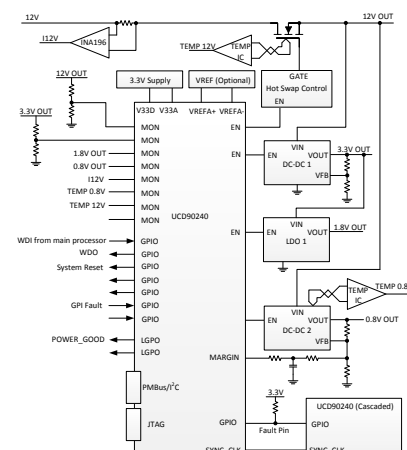 12V
12V OUT
I12V
INA196
TEMP 12V
TEMP
IC
12V OUT
3.3V Supply
VREF (Optional)
GATE
Hot Swap Control
EN
3.3V OUT
V33D V33A VREFA+ VREFA-
MON
EN
MON
1.8V OUT
MON
EN
VIN
VOUT
3.3V OUT
DC-DC 1
VFB
0.8V OUT
MON
I12V
MON
TEMP 0.8V
MON
TEMP 12V
MON
MON
UCD90240
EN
EN
VIN
VOUT
1.8V OUT
LDO 1
WDI from main processor
GPIO
WDO
GPIO
System Reset
GPIO
GPIO
GPI Fault
GPIO
GPIO
TEMP
IC
TEMP 0.8
EN
VIN
VOUT
0.8V OUT
DC-DC 2
VFB
POWER_GOOD
LGPO
LGPO
MARGIN
PMBus/I²C
3.3V
UCD90240 (Cascaded)
JTAG
GPIO
Fault Pin
GPIO
SYNC_CLK
SYNC_CLK